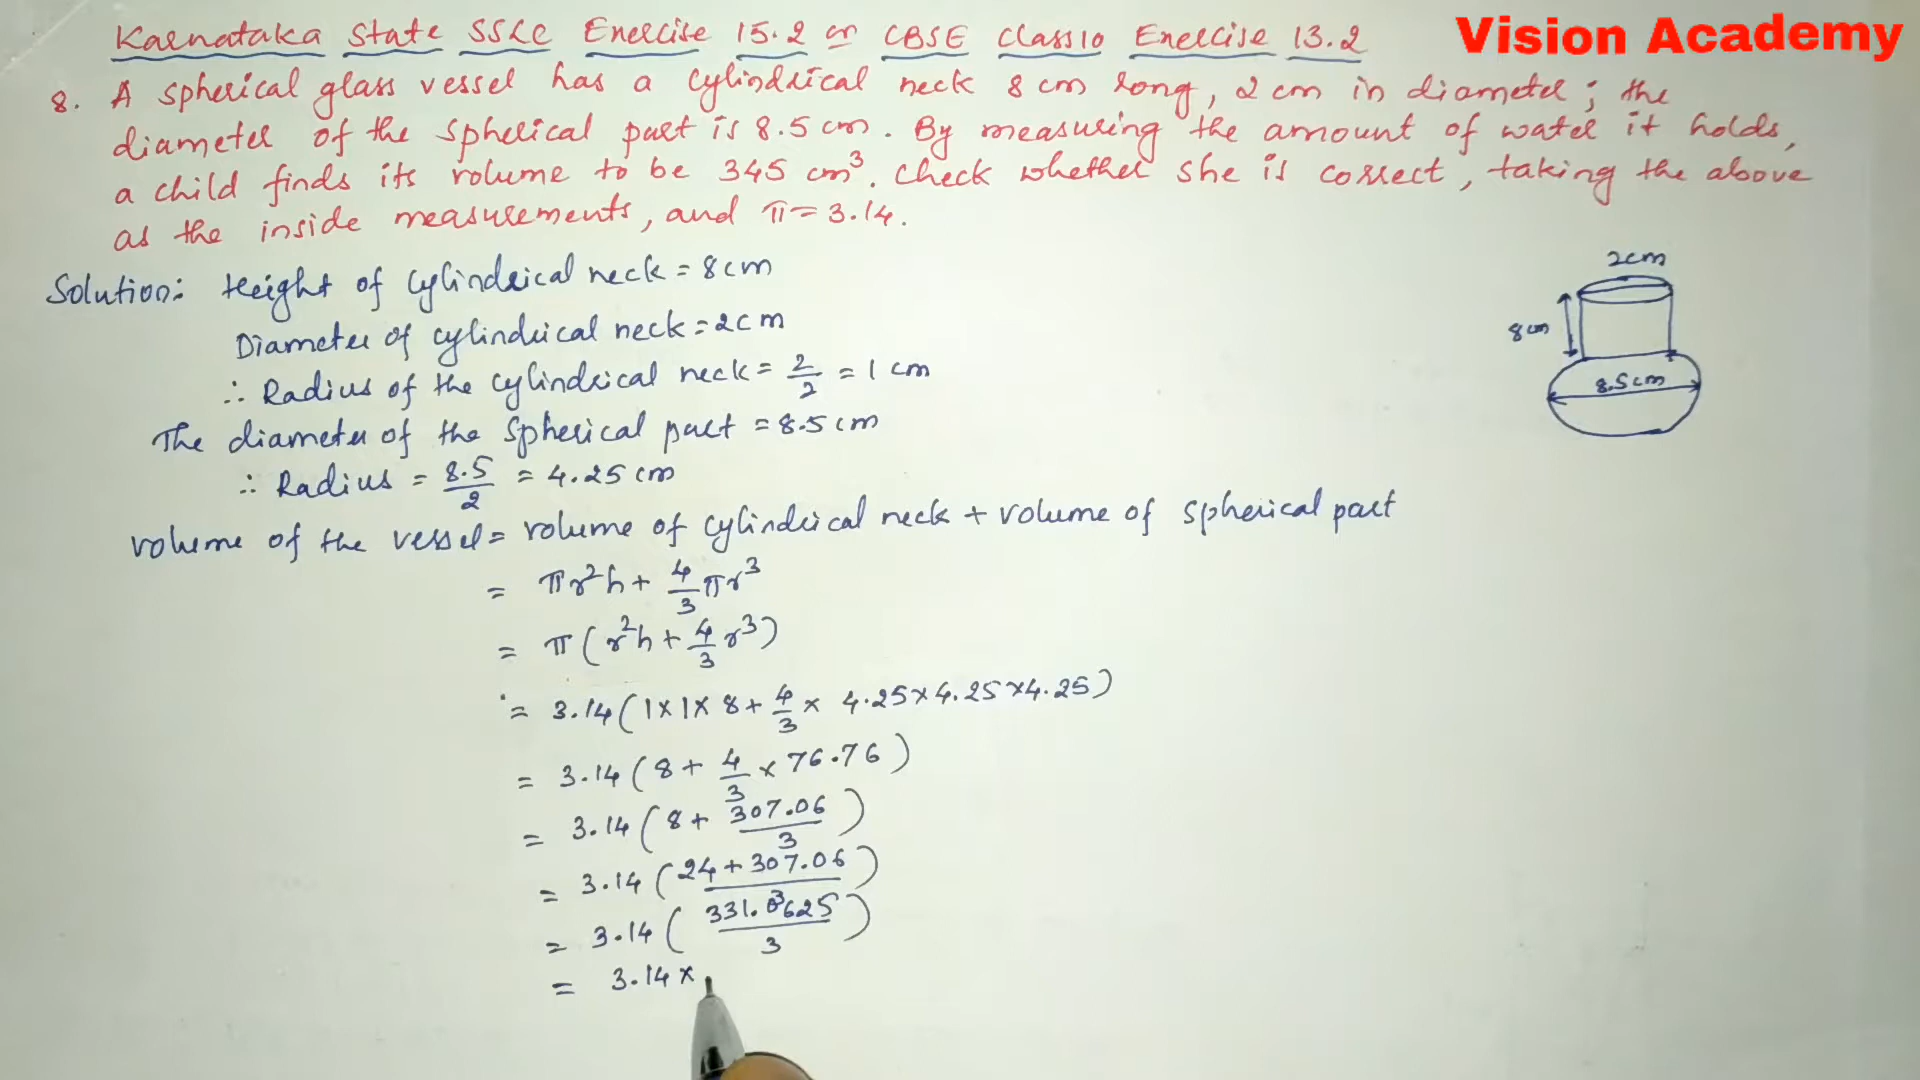 Karnataka State SSLC Exercise 15.2 or CBSE Class 10 Exercise 13.2
Vision Academy
8. A spherical glass vessel has a cylindrical neck 8 cm long, 2 cm in diameter; the
diameter of the spherical part is 8.5 cm. By measuring the amount of water it holds,
a child finds its volume to be 345 cm³. Check whether she is correct, taking the above
as the inside measurements, and π = 3.14.
Solution: Height of cylindrical neck = 8cm
Diameter of cylindrical neck = 2cm
∴ Radius of the cylindrical neck = 2/2 = 1 cm
The diameter of the spherical part = 8.5 cm
∴ Radius = 8.5/2 = 4.25 cm
volume of the vessel = volume of cylindrical neck + volume of spherical part
= πr²h + 4/3 πr³
= π(r²h + 4/3 r³)
= 3.14(1×1×8 + 4/3 × 4.25×4.25×4.25)
= 3.14(8 + 4/3 × 76.76)
= 3.14(8 + 307.06/3)
= 3.14(24 + 307.06)
= 3.14(331.0625/3)
= 3.14×
2cm
8cm
8.5cm